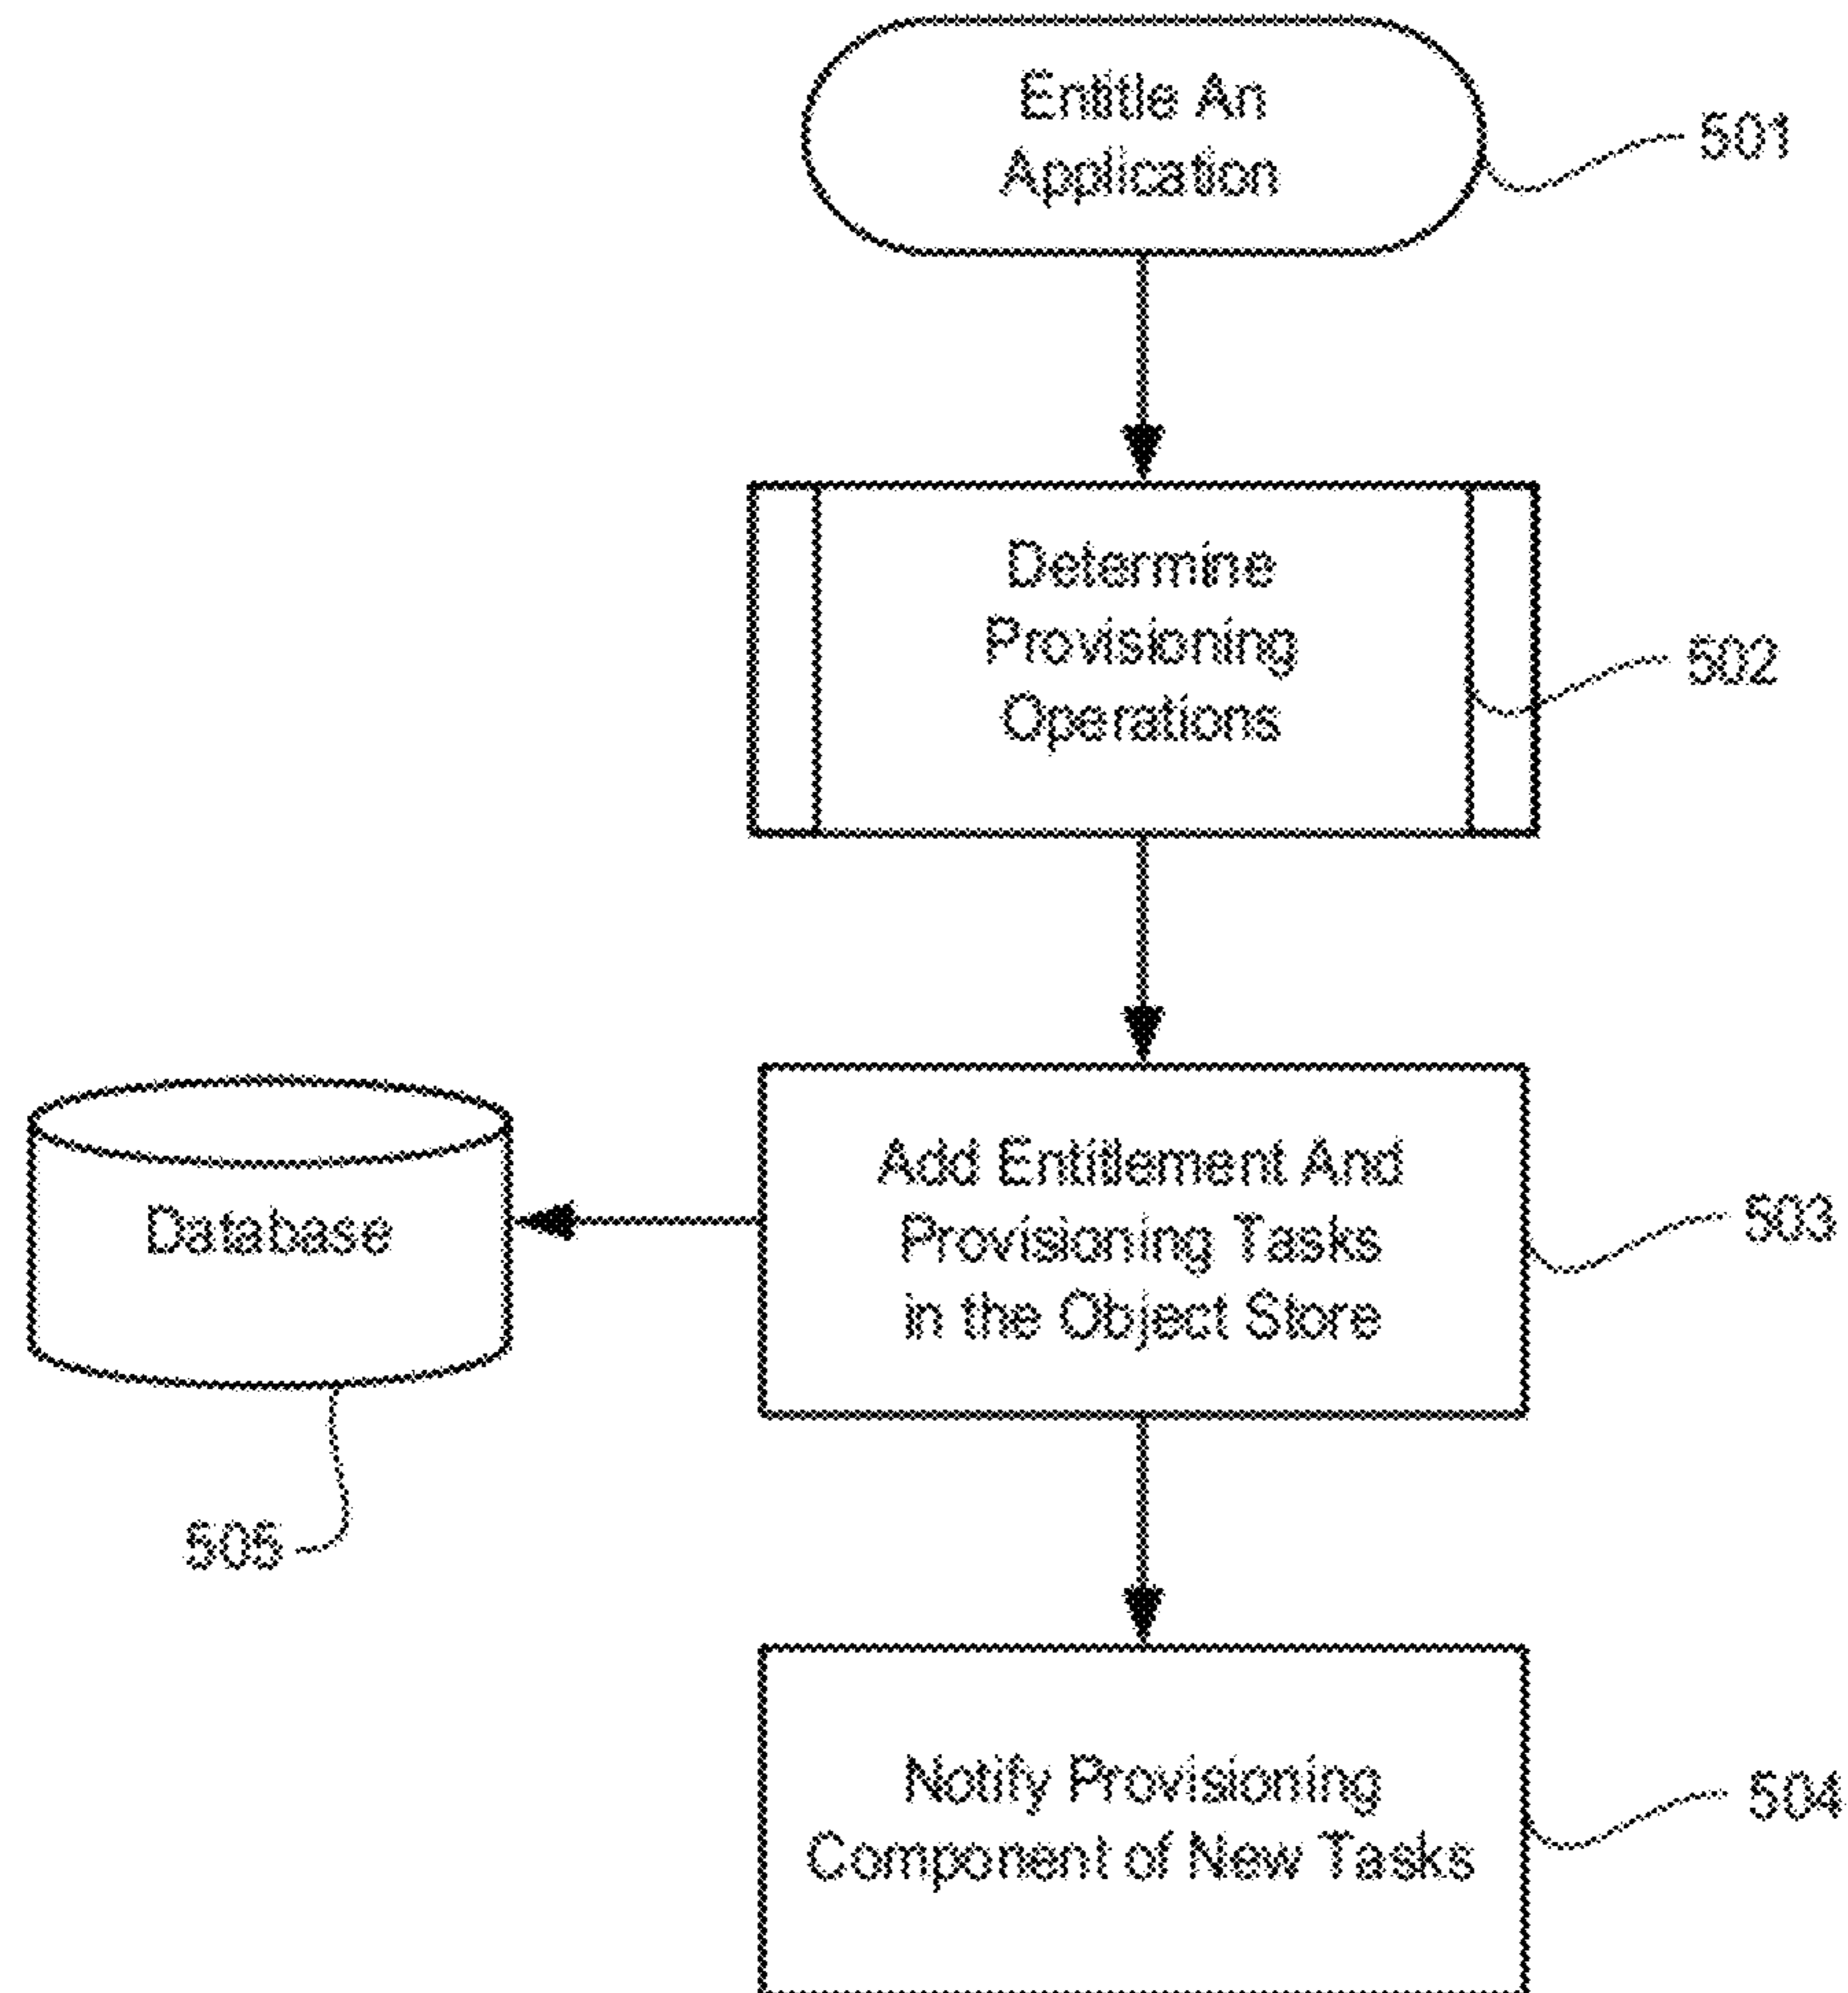 Entitle An
Application
501
Determine
Provisioning
Operations
502
Add Entitlement And
Provisioning Tasks
in the Object Store
503
Database
505
Notify Provisioning
Component of New Tasks
504